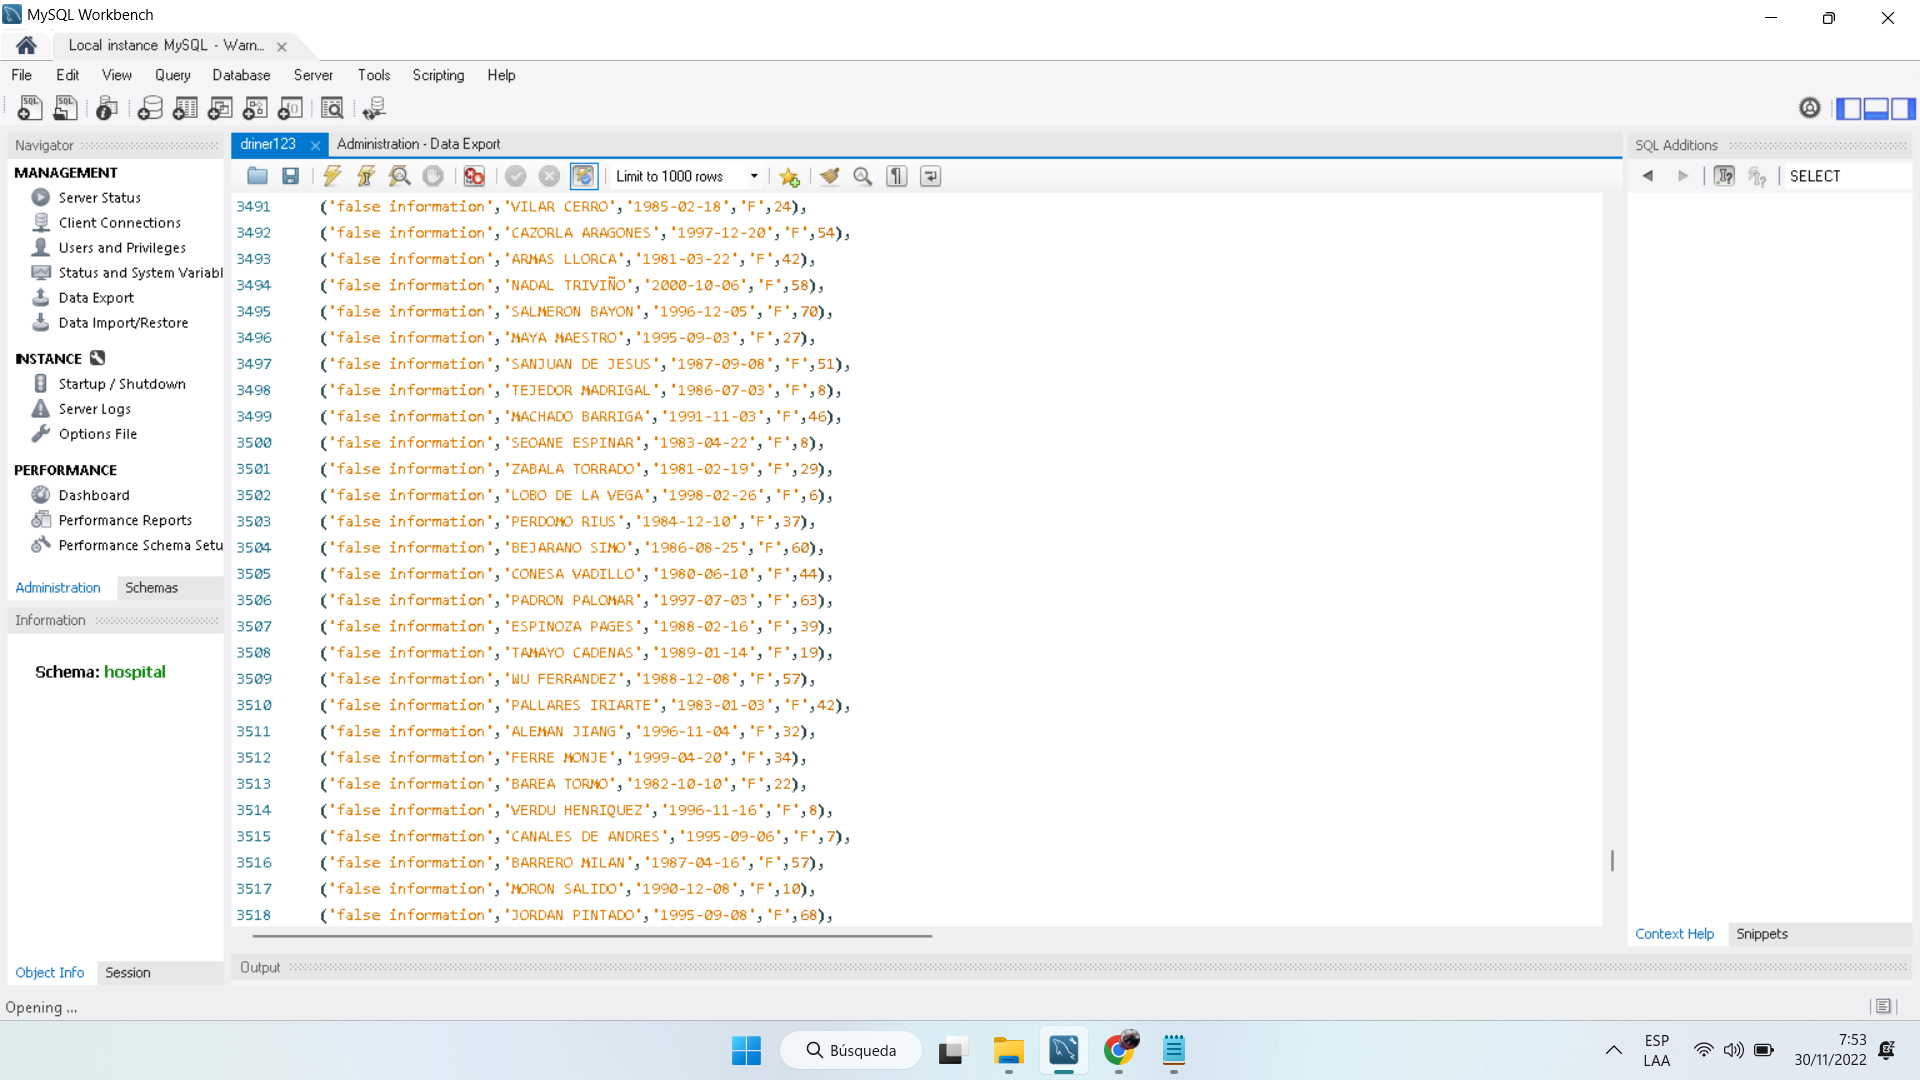 MySQL Workbench
Local instance MySQL - Warn...
File Edit View Query Database Server Tools Scripting Help
Navigator
MANAGEMENT
Server Status
Client Connections
Users and Privileges
Status and System Variabl
Data Export
Data Import/Restore
INSTANCE
Startup / Shutdown
Server Logs
Options File
PERFORMANCE
Dashboard
Performance Reports
Performance Schema Setu
Administration Schemas
Information
Schema: hospital
Object Info Session
Opening ...
driner123 Administration - Data Export
Limit to 1000 rows
3491 ('false information','VILAR CERRO','1985-02-18','F',24),
3492 ('false information','CAZORLA ARAGONES','1997-12-20','F',54),
3493 ('false information','ARMAS LLORCA','1981-03-22','F',42),
3494 ('false information','NADAL TRIVIÑO','2000-10-06','F',58),
3495 ('false information','SALMERON BAYON','1996-12-05','F',70),
3496 ('false information','MAYA MAESTRO','1995-09-03','F',27),
3497 ('false information','SANJUAN DE JESUS','1987-09-08','F',51),
3498 ('false information','TEJEDOR MADRIGAL','1986-07-03','F',8),
3499 ('false information','MACHADO BARRIGA','1991-11-03','F',46),
3500 ('false information','SEOANE ESPINAR','1983-04-22','F',8),
3501 ('false information','ZABALA TORRADO','1981-02-19','F',29),
3502 ('false information','LOBO DE LA VEGA','1998-02-26','F',6),
3503 ('false information','PERDOMO RIUS','1984-12-10','F',37),
3504 ('false information','BEJARANO SIMO','1986-08-25','F',60),
3505 ('false information','CONESA VADILLO','1980-06-10','F',44),
3506 ('false information','PADRON PALOMAR','1997-07-03','F',63),
3507 ('false information','ESPINOZA PAGES','1988-02-16','F',39),
3508 ('false information','TAMAYO CADENAS','1989-01-14','F',19),
3509 ('false information','WU FERRANDEZ','1988-12-08','F',57),
3510 ('false information','PALLARES IRIARTE','1983-01-03','F',42),
3511 ('false information','ALEMAN JIANG','1996-11-04','F',32),
3512 ('false information','FERRE MONJE','1999-04-20','F',34),
3513 ('false information','BAREA TORMO','1982-10-10','F',22),
3514 ('false information','VERDU HENRIQUEZ','1996-11-16','F',8),
3515 ('false information','CANALES DE ANDRES','1995-09-06','F',7),
3516 ('false information','BARRERO MILAN','1987-04-16','F',57),
3517 ('false information','MORON SALIDO','1990-12-08','F',10),
3518 ('false information','JORDAN PINTADO','1995-09-08','F',68),
Output
SQL Additions
SELECT
Context Help Snippets
Búsqueda
ESP
LAA
7:53
30/11/2022